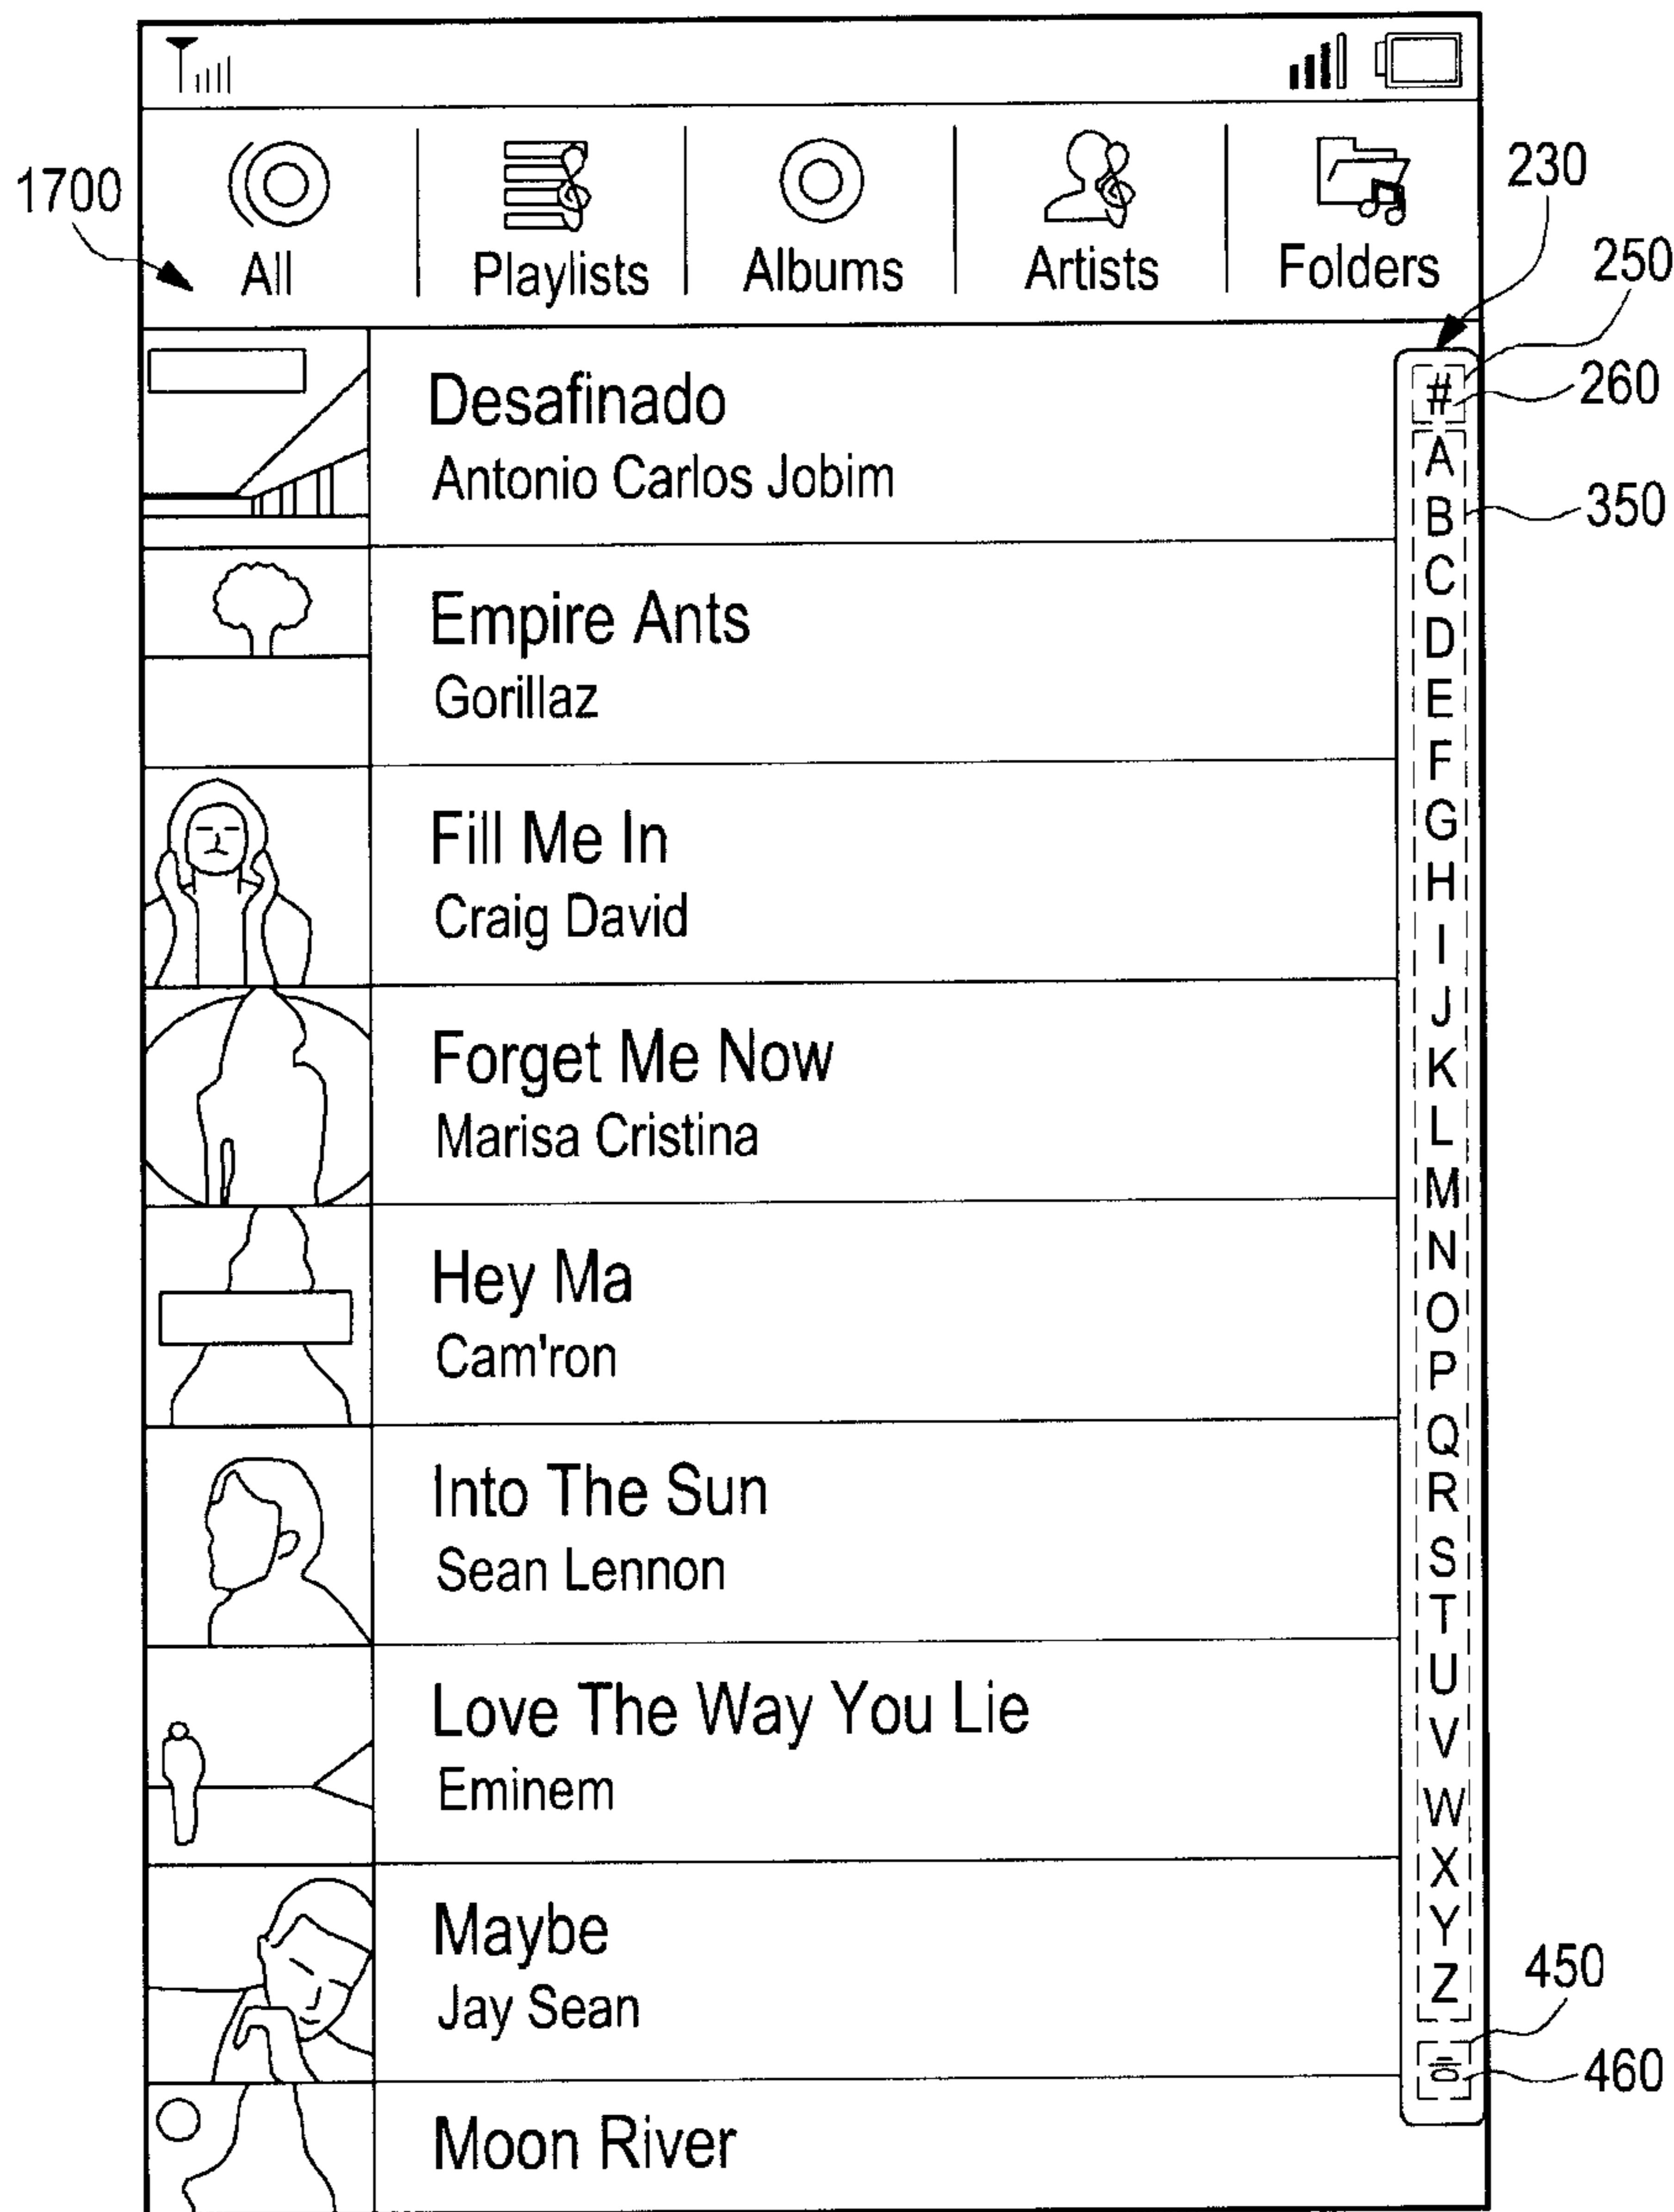 1700
All
Playlists
Albums
Artists
Folders
230
250
260
350
Desafinado
Antonio Carlos Jobim
Empire Ants
Gorillaz
Fill Me In
Craig David
Forget Me Now
Marisa Cristina
Hey Ma
Cam'ron
Into The Sun
Sean Lennon
Love The Way You Lie
Eminem
Maybe
Jay Sean
Moon River
#
A
B
C
D
E
F
G
H
I
J
K
L
M
N
O
P
Q
R
S
T
U
V
W
X
Y
Z
ㅎ
450
460